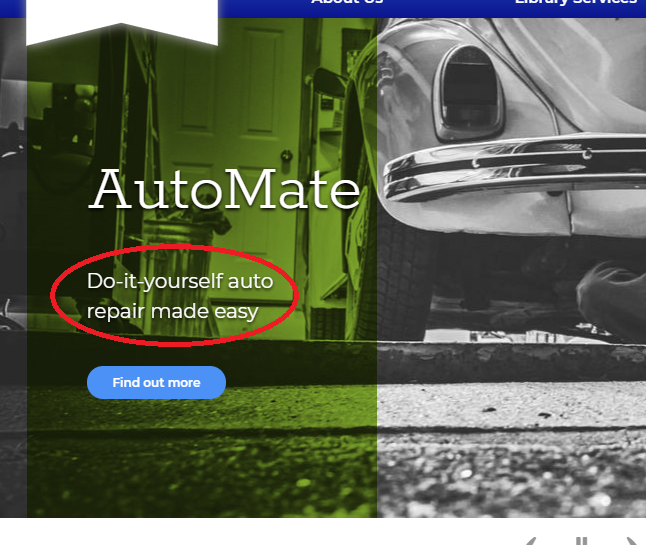 About Us
Library Services
AutoMate
Do-it-yourself auto
repair made easy
Find out more